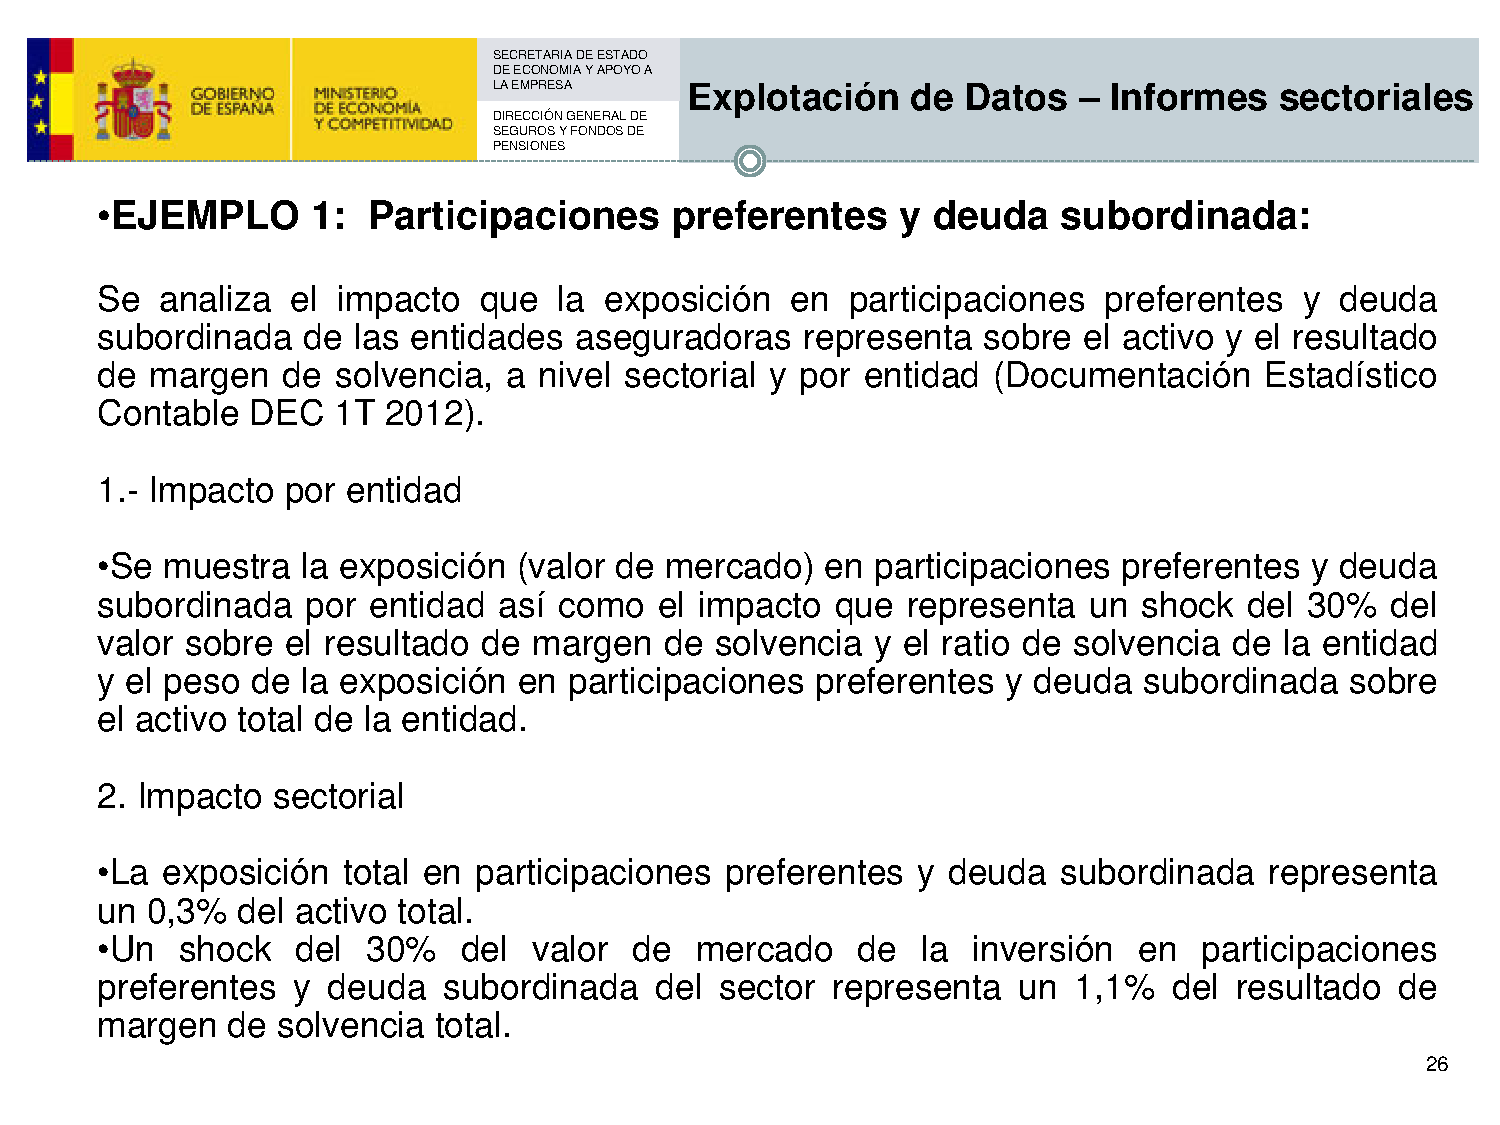 GOBIERNO
DE ESPAÑA
MINISTERIO
DE ECONOMÍA
Y COMPETITIVIDAD
SECRETARIA DE ESTADO
DE ECONOMIA Y APOYO A
LA EMPRESA
DIRECCIÓN GENERAL DE
SEGUROS Y FONDOS DE
PENSIONES
Explotación de Datos – Informes sectoriales
•EJEMPLO 1: Participaciones preferentes y deuda subordinada:
Se analiza el impacto que la exposición en participaciones preferentes y deuda
subordinada de las entidades aseguradoras representa sobre el activo y el resultado
de margen de solvencia, a nivel sectorial y por entidad (Documentación Estadístico
Contable DEC 1T 2012).
1.- Impacto por entidad
•Se muestra la exposición (valor de mercado) en participaciones preferentes y deuda
subordinada por entidad así como el impacto que representa un shock del 30% del
valor sobre el resultado de margen de solvencia y el ratio de solvencia de la entidad
y el peso de la exposición en participaciones preferentes y deuda subordinada sobre
el activo total de la entidad.
2. Impacto sectorial
•La exposición total en participaciones preferentes y deuda subordinada representa
un 0,3% del activo total.
•Un shock del 30% del valor de mercado de la inversión en participaciones
preferentes y deuda subordinada del sector representa un 1,1% del resultado de
margen de solvencia total.
26